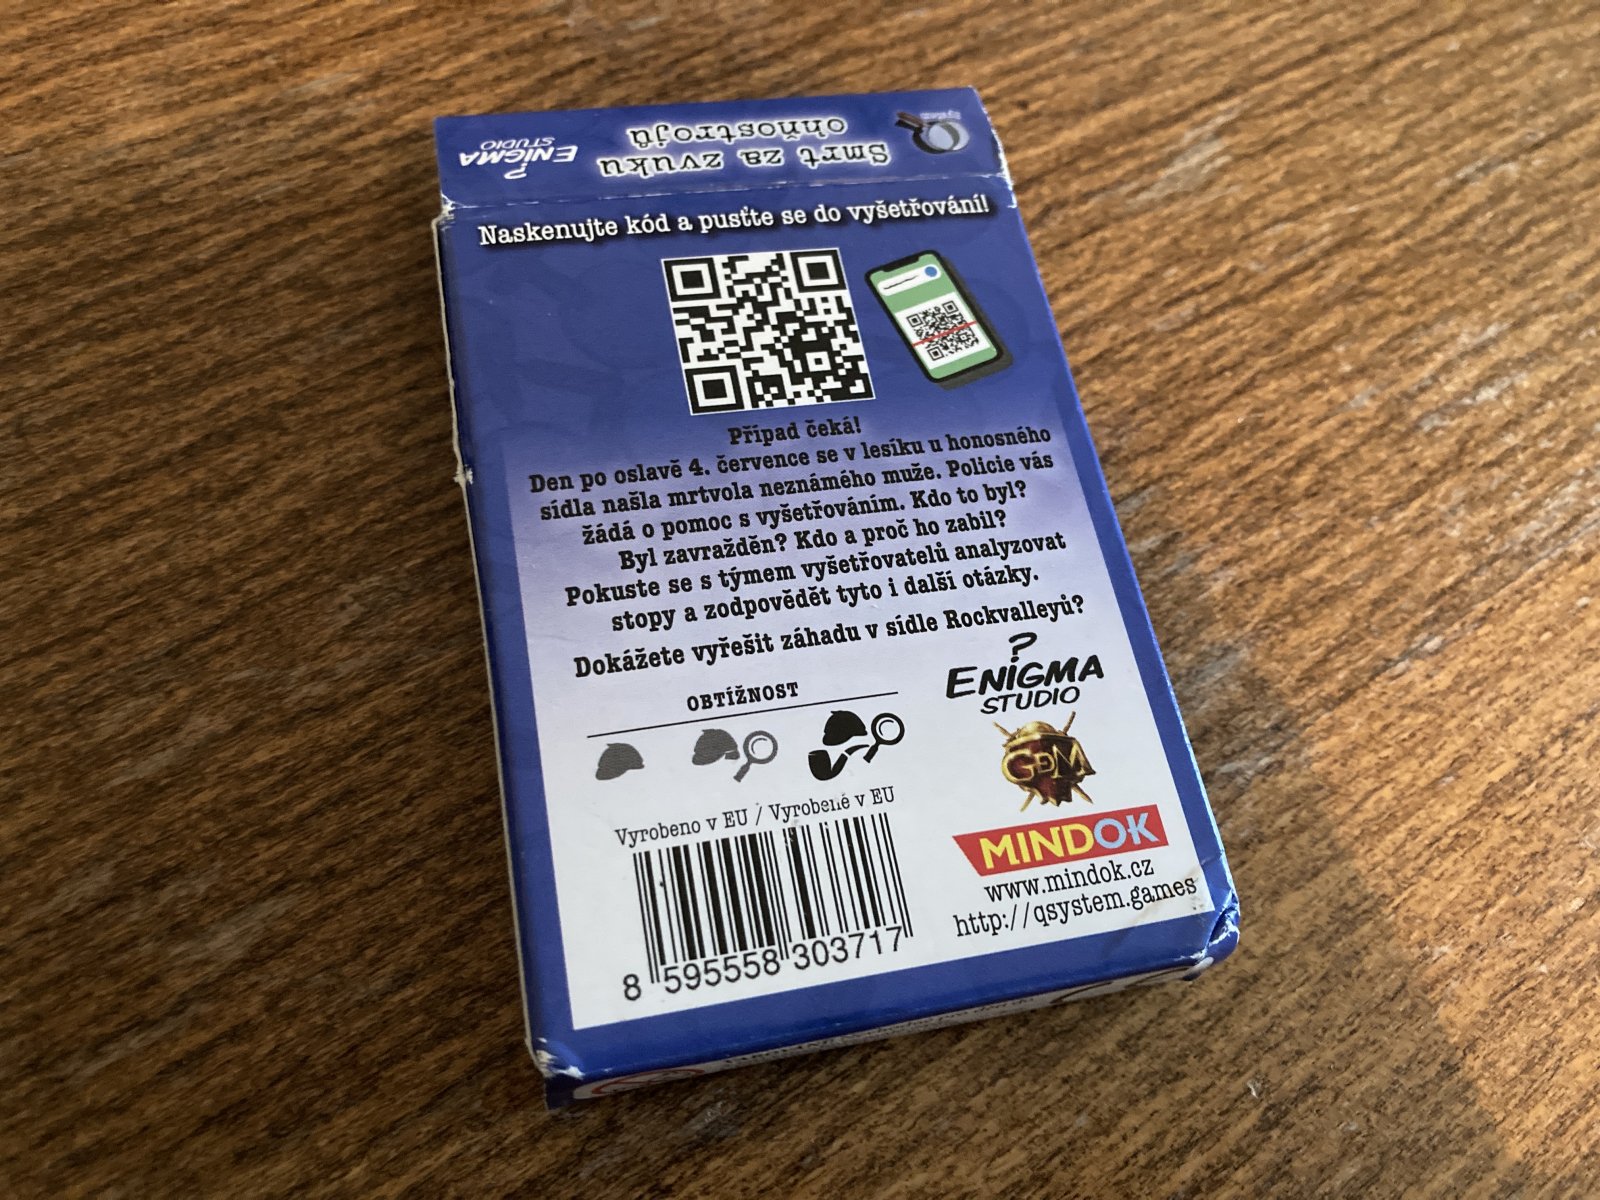 Smrt za zvuku
ohňostrojů
ENIGMA
STUDIO
Naskenujte kód a pusťte se do vyšetřování!
Případ čeká!
Den po oslavě 4. července se v lesíku u honosného
sídla našla mrtvola neznámého muže. Policie vás
žádá o pomoc s vyšetřováním. Kdo to byl?
Byl zavražděn? Kdo a proč ho zabil?
Pokuste se s týmem vyšetřovatelů analyzovat
stopy a zodpovědět tyto i další otázky.
Dokážete vyřešit záhadu v sídle Rockvalleyů?
OBTÍŽNOST
ENIGMA
STUDIO
GDM
Vyrobeno v EU / Vyrobené v EU
MINDOK
www.mindok.cz
http://qsystem.games
8 595558 303717